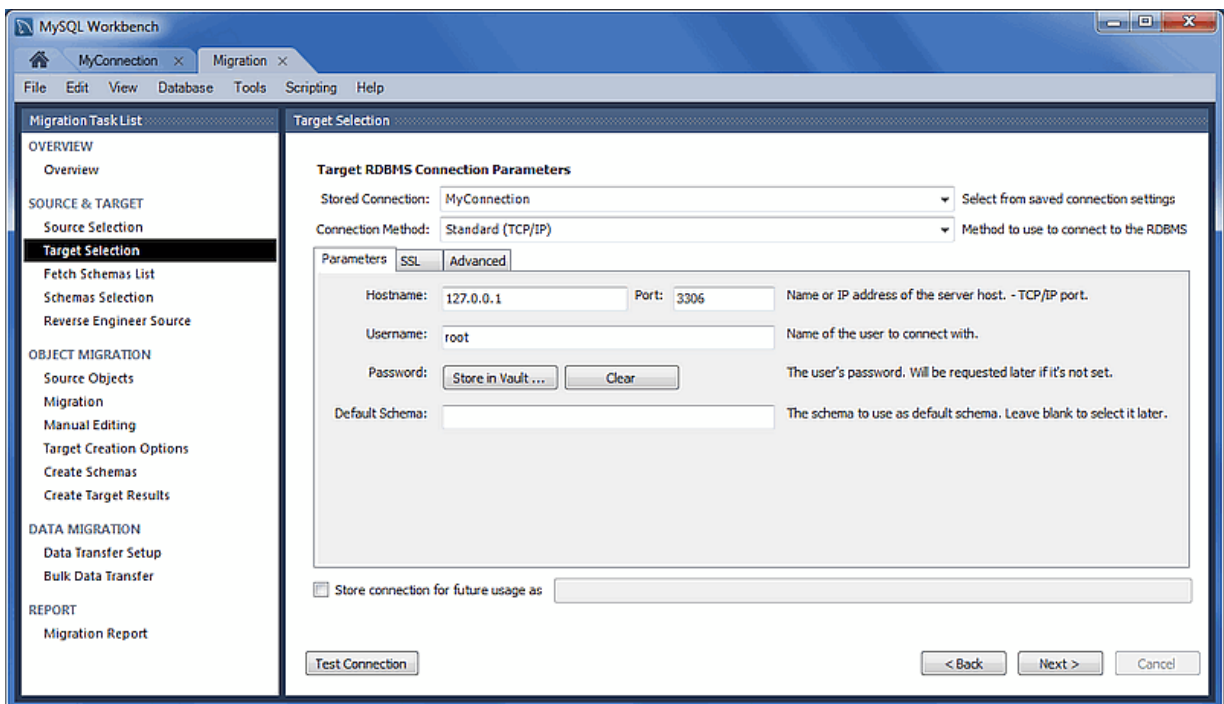 MySQL Workbench
MyConnection Migration
File Edit View Database Tools Scripting Help
Migration Task List
OVERVIEW
Overview
SOURCE & TARGET
Source Selection
Target Selection
Fetch Schemas List
Schemas Selection
Reverse Engineer Source
OBJECT MIGRATION
Source Objects
Migration
Manual Editing
Target Creation Options
Create Schemas
Create Target Results
DATA MIGRATION
Data Transfer Setup
Bulk Data Transfer
REPORT
Migration Report
Target Selection
Target RDBMS Connection Parameters
Stored Connection: MyConnection Select from saved connection settings
Connection Method: Standard (TCP/IP) Method to use to connect to the RDBMS
Parameters SSL Advanced
Hostname: 127.0.0.1 Port: 3306 Name or IP address of the server host. - TCP/IP port.
Username: root Name of the user to connect with.
Password: Store in Vault ... Clear The user's password. Will be requested later if it's not set.
Default Schema: The schema to use as default schema. Leave blank to select it later.
Store connection for future usage as
Test Connection < Back Next > Cancel